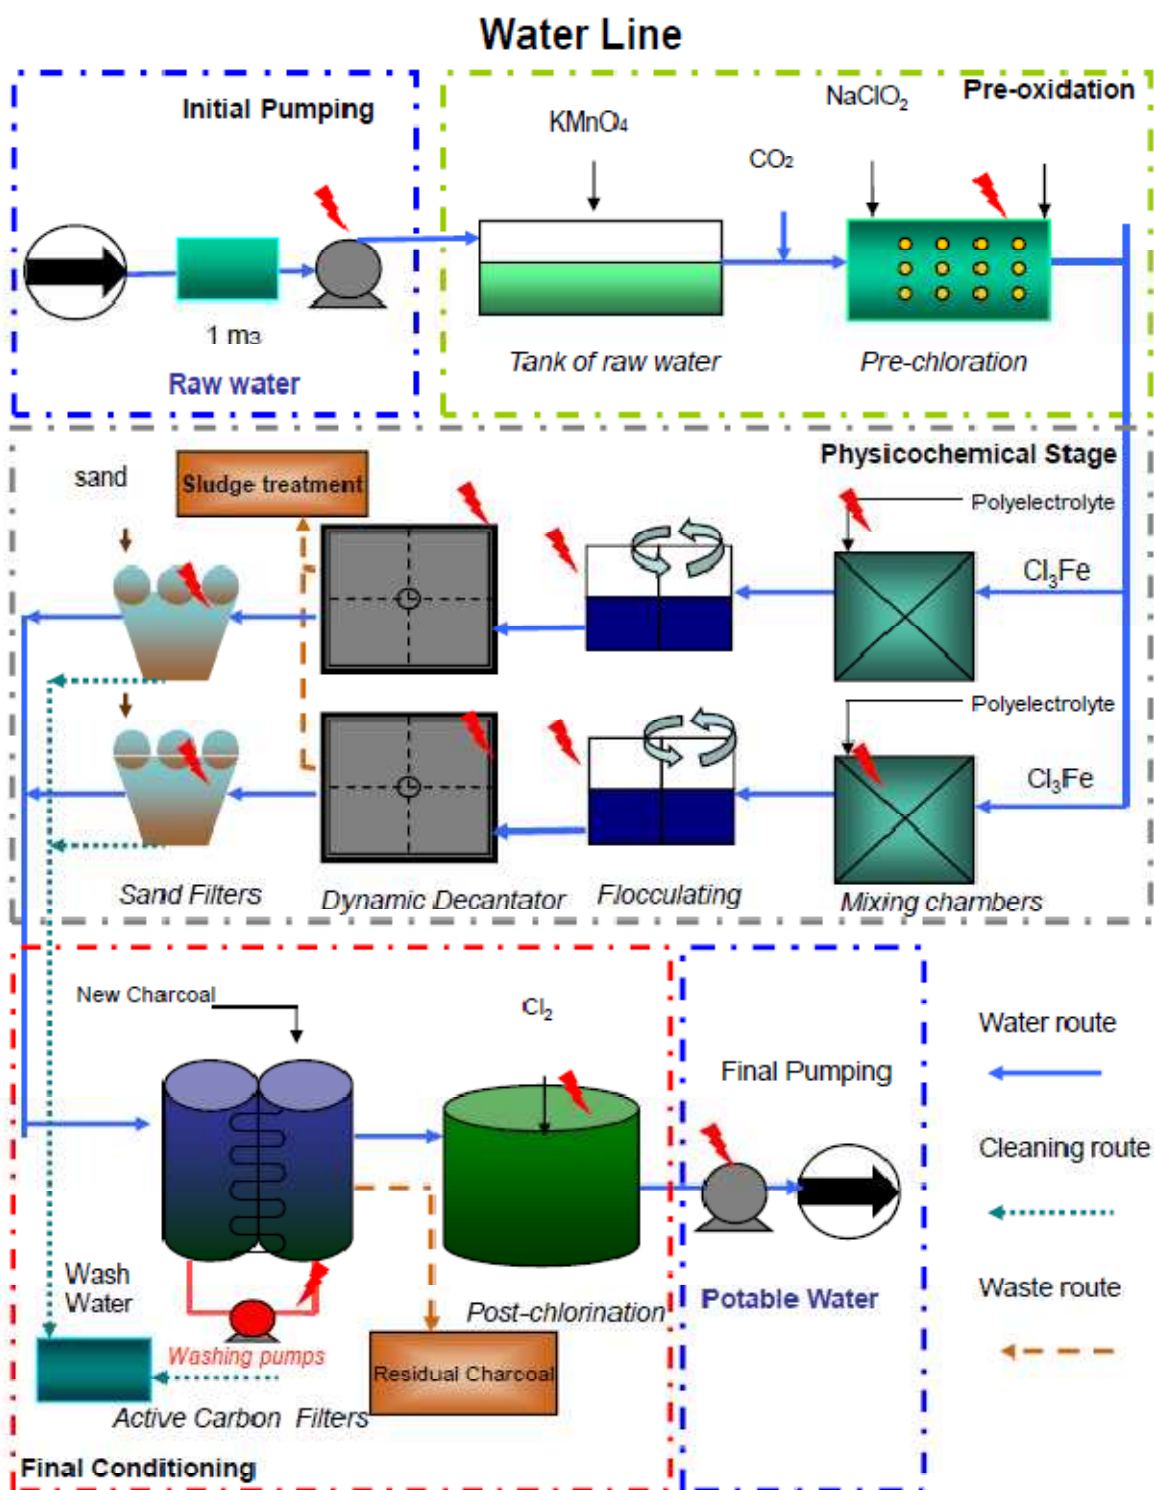 Water Line
Initial Pumping
1 m3
Raw water
KMnO4
CO2
NaClO2
Pre-oxidation
Tank of raw water
Pre-chloration
Physicochemical Stage
sand
Sludge treatment
Polyelectrolyte
Cl3Fe
Polyelectrolyte
Cl3Fe
Sand Filters
Dynamic Decantator
Flocculating
Mixing chambers
New Charcoal
Cl2
Wash
Water
Washing pumps
Active Carbon Filters
Post-chlorination
Residual Charcoal
Final Conditioning
Final Pumping
Potable Water
Water route
Cleaning route
Waste route